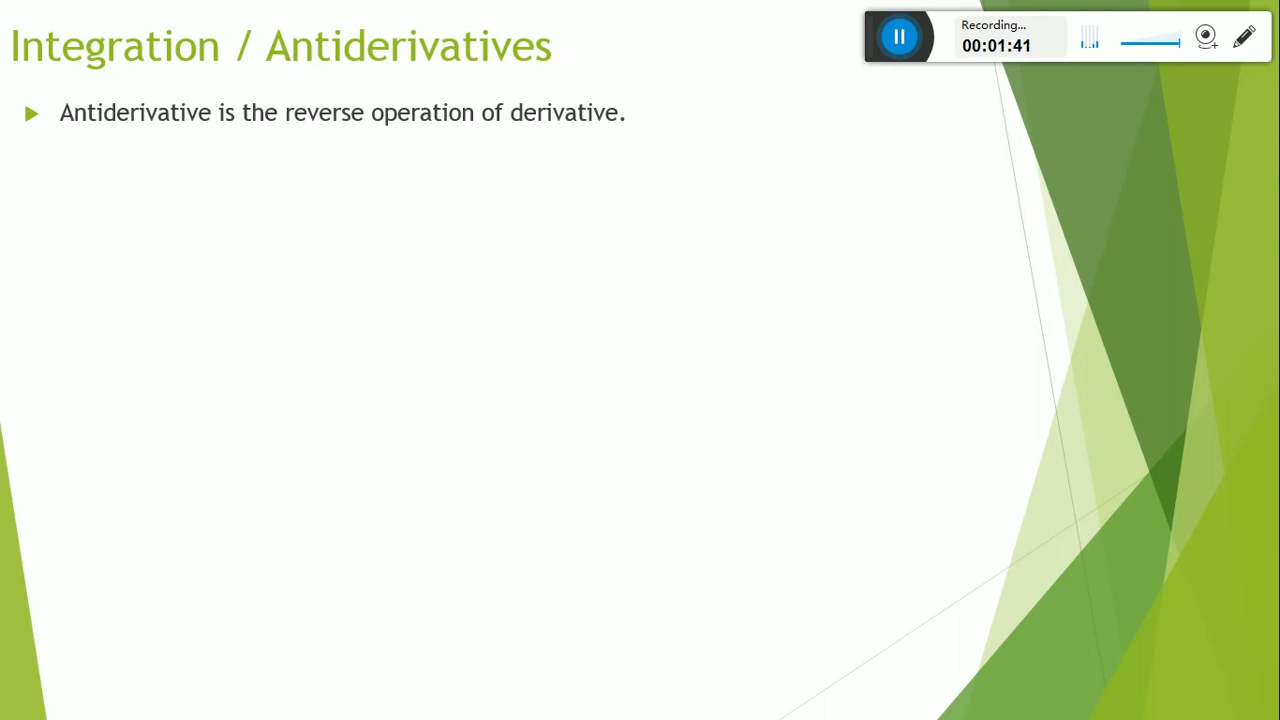 Integration / Antiderivatives
Recording...
00:01:41
Antiderivative is the reverse operation of derivative.